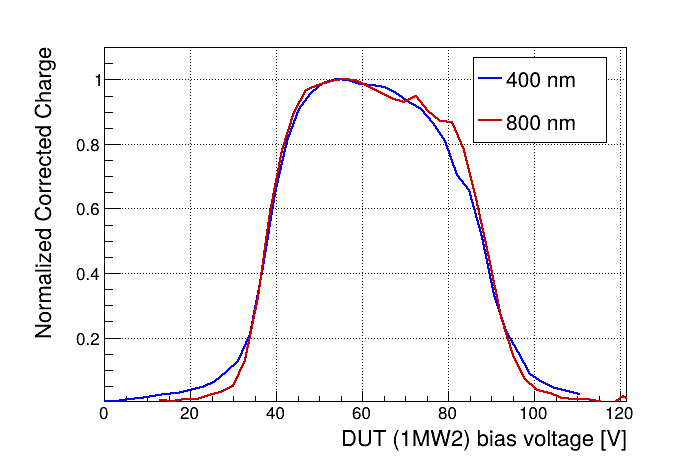 Normalized Corrected Charge
1
0.8
0.6
0.4
0.2
400 nm
800 nm
0 20 40 60 80 100 120
DUT (1MW2) bias voltage [V]